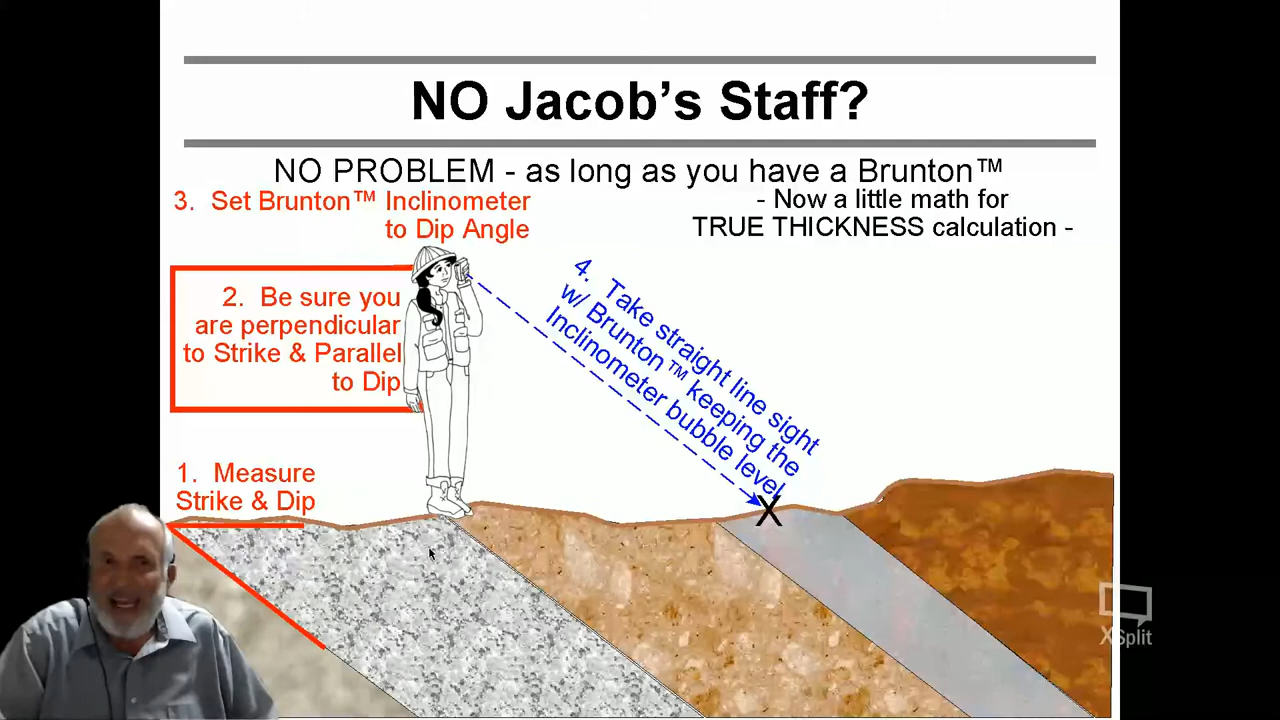 NO Jacob's Staff?
NO PROBLEM - as long as you have a Brunton™
3. Set Brunton™ Inclinometer
to Dip Angle
- Now a little math for
TRUE THICKNESS calculation -
2. Be sure you
are perpendicular
to Strike & Parallel
to Dip
4. Take straight line sight
w/ Brunton™ keeping the
Inclinometer bubble level
1. Measure
Strike & Dip
X
XSplit